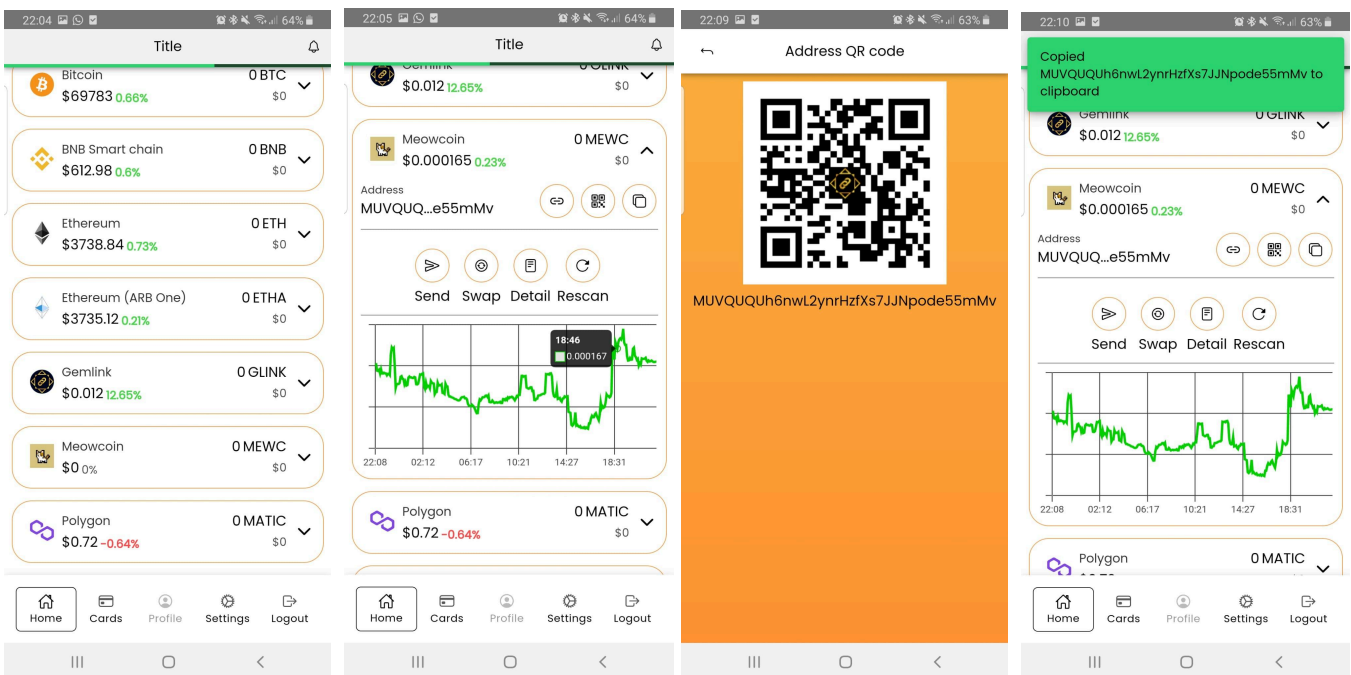 22:04 64%
Title
Bitcoin 0 BTC
$69783 0.66% $0
BNB Smart chain 0 BNB
$612.98 0.6% $0
Ethereum 0 ETH
$3738.84 0.73% $0
Ethereum (ARB One) 0 ETHA
$3735.12 0.21% $0
Gemlink 0 GLINK
$0.012 12.65% $0
Meowcoin 0 MEWC
$0 0% $0
Polygon 0 MATIC
$0.72 -0.64% $0
Home Cards Profile Settings Logout
22:05 64%
Title
Gemlink 0 GLINK
$0.012 12.65% $0
Meowcoin 0 MEWC
$0.000165 0.23% $0
Address
MUVQUQ...e55mMv
Send Swap Detail Rescan
18:46
0.000167
22:08 02:12 06:17 10:21 14:27 18:31
Polygon 0 MATIC
$0.72 -0.64% $0
Home Cards Profile Settings Logout
22:09 63%
Address QR code
MUVQUQUh6nwL2ynrHzfXs7JJNpode55mMv
22:10 63%
Copied
MUVQUQUh6nwL2ynrHzfXs7JJNpode55mMv to
clipboard
Gemlink 0 GLINK
$0.012 12.65% $0
Meowcoin 0 MEWC
$0.000165 0.23% $0
Address
MUVQUQ...e55mMv
Send Swap Detail Rescan
22:08 02:12 06:17 10:21 14:27 18:31
Polygon 0 MATIC
Home Cards Profile Settings Logout